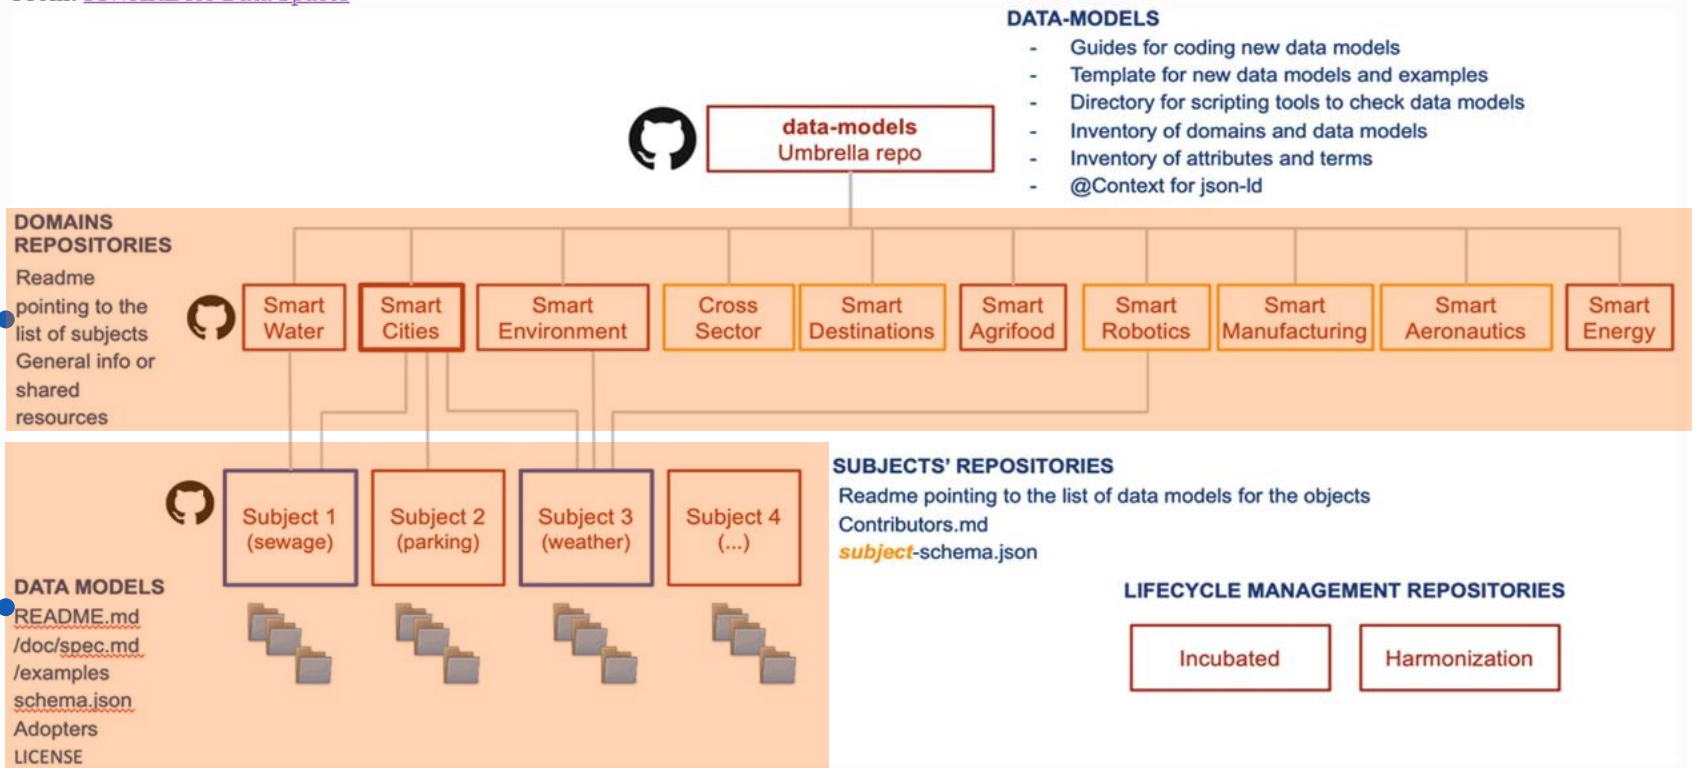 DATA-MODELS
- Guides for coding new data models
- Template for new data models and examples
- Directory for scripting tools to check data models
- Inventory of domains and data models
- Inventory of attributes and terms
- @Context for json-ld
data-models
Umbrella repo
DOMAINS
REPOSITORIES
Readme
pointing to the
list of subjects
General info or
shared
resources
Smart
Water
Smart
Cities
Smart
Environment
Cross
Sector
Smart
Destinations
Smart
Agrifood
Smart
Robotics
Smart
Manufacturing
Smart
Aeronautics
Smart
Energy
Subject 1
(sewage)
Subject 2
(parking)
Subject 3
(weather)
Subject 4
(...)
SUBJECTS' REPOSITORIES
Readme pointing to the list of data models for the objects
Contributors.md
subject-schema.json
DATA MODELS
README.md
/doc/spec.md
/examples
schema.json
Adopters
LICENSE
LIFECYCLE MANAGEMENT REPOSITORIES
Incubated
Harmonization